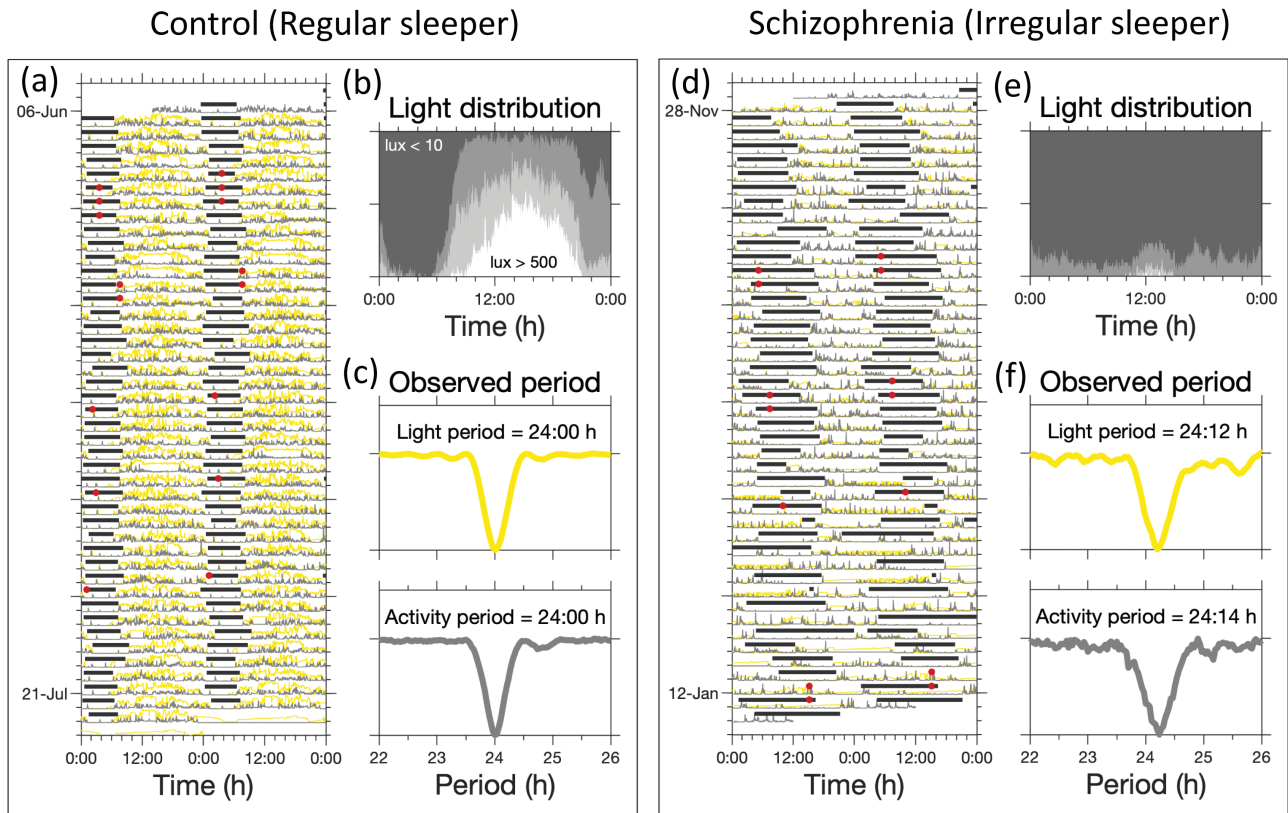 Control (Regular sleeper)
Schizophrenia (Irregular sleeper)
(a)
06-Jun
21-Jul
0:00 12:00 0:00 12:00 0:00
Time (h)
(b)
Light distribution
lux < 10
lux > 500
0:00 12:00 0:00
Time (h)
(c)
Observed period
Light period = 24:00 h
Activity period = 24:00 h
22 23 24 25 26
Period (h)
(d)
28-Nov
12-Jan
0:00 12:00 0:00 12:00 0:00
Time (h)
(e)
Light distribution
0:00 12:00 0:00
Time (h)
(f)
Observed period
Light period = 24:12 h
Activity period = 24:14 h
22 23 24 25 26
Period (h)